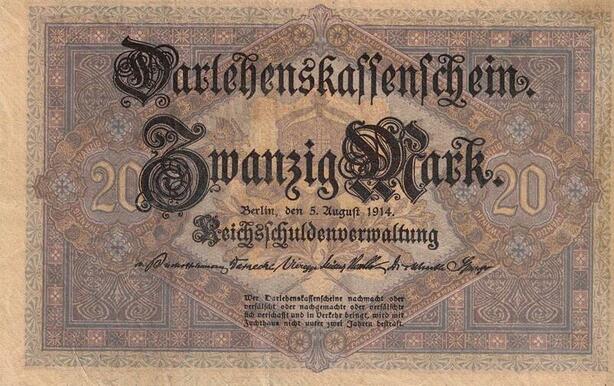 Darlehenskassenschein.
Zwanzig Mark.
20
20
Berlin, den 5. August 1914.
Reichsschuldenverwaltung
Wer Darlehenskassenscheine nachmacht oder
verfälscht oder nachgemachte oder verfälschte
sich verschafft und in Verkehr bringt, wird mit
Zuchthaus nicht unter zwei Jahren bestraft.